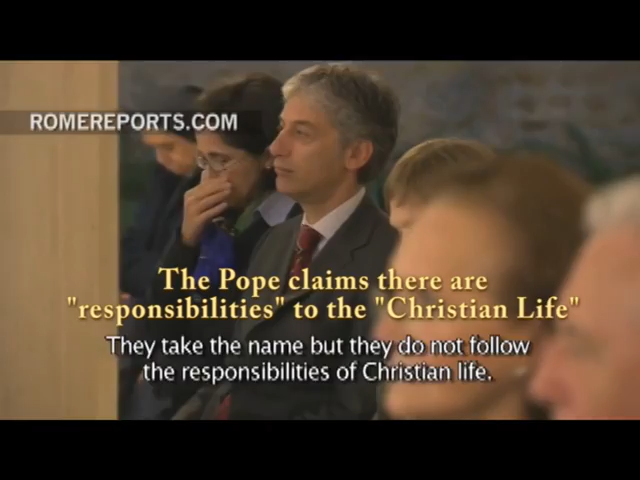 ROMEREPORTS.COM
The Pope claims there are
"responsibilities" to the "Christian Life"
They take the name but they do not follow
the responsibilities of Christian life.